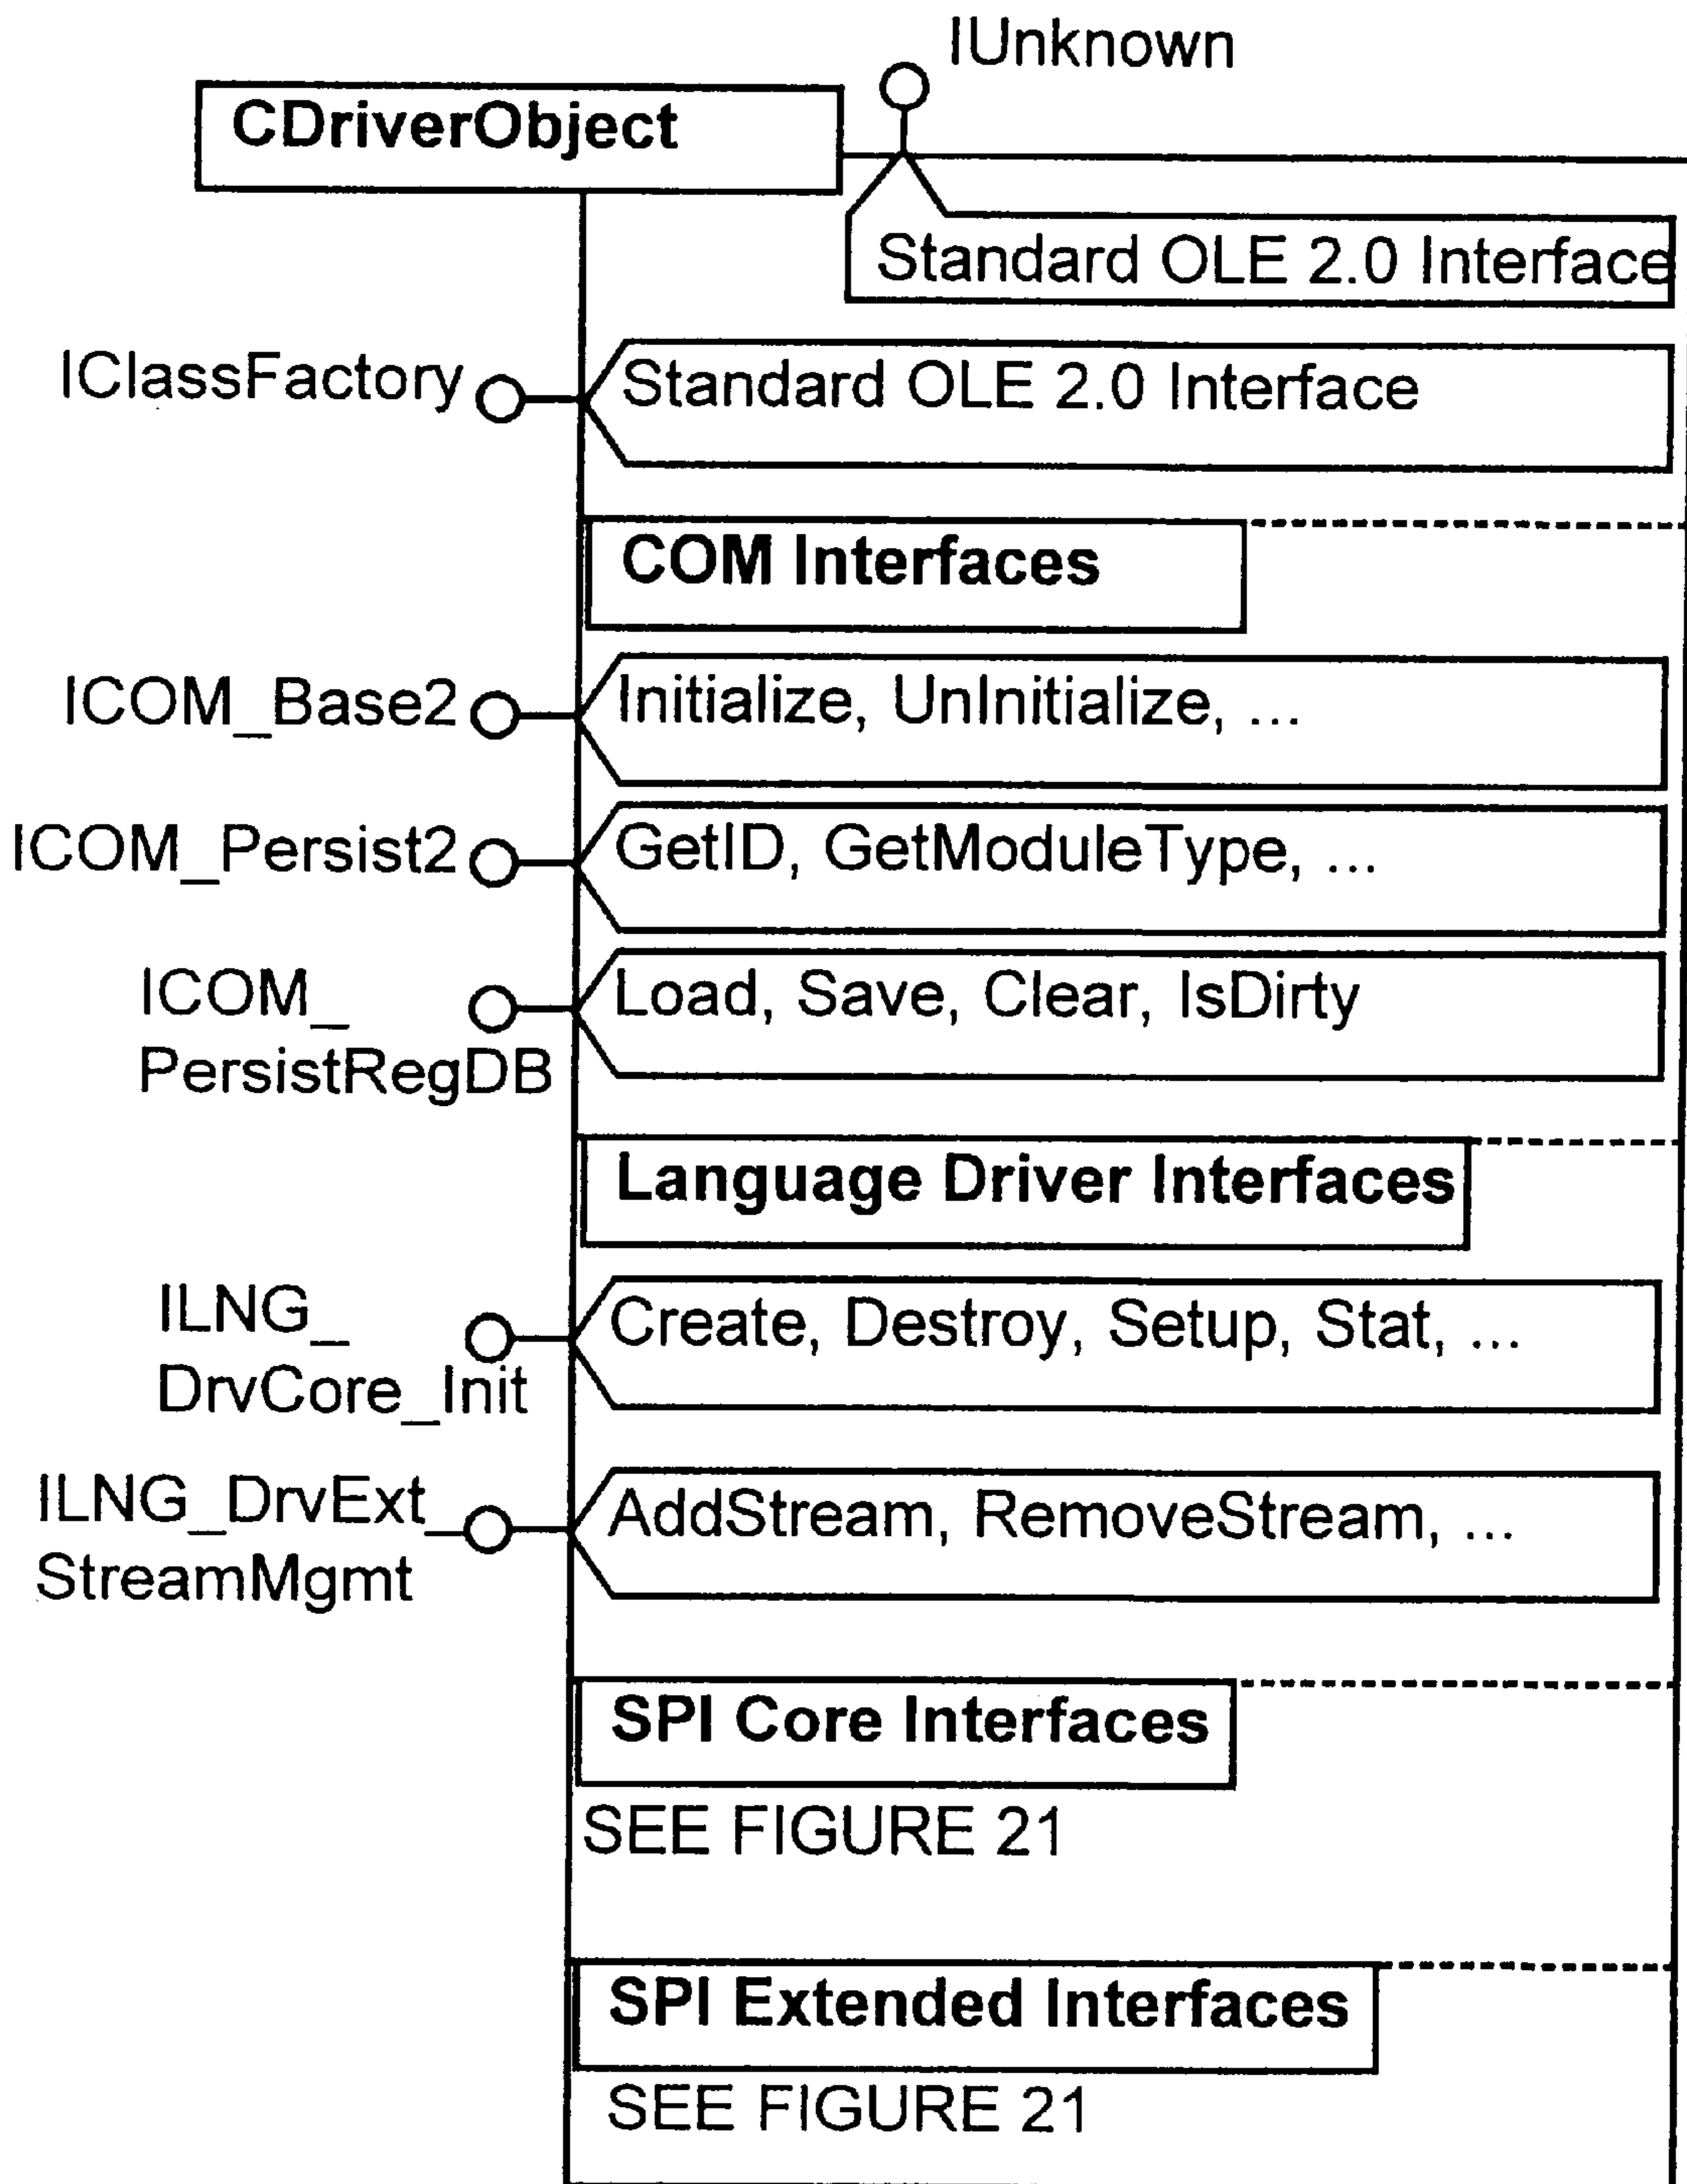 IUnknown
CDriverObject
Standard OLE 2.0 Interface
IClassFactory
Standard OLE 2.0 Interface
COM Interfaces
ICOM_Base2
Initialize, UnInitialize, ...
ICOM_Persist2
GetID, GetModuleType, ...
ICOM_
PersistRegDB
Load, Save, Clear, IsDirty
Language Driver Interfaces
ILNG_
DrvCore_Init
Create, Destroy, Setup, Stat, ...
ILNG_DrvExt_
StreamMgmt
AddStream, RemoveStream, ...
SPI Core Interfaces
SEE FIGURE 21
SPI Extended Interfaces
SEE FIGURE 21